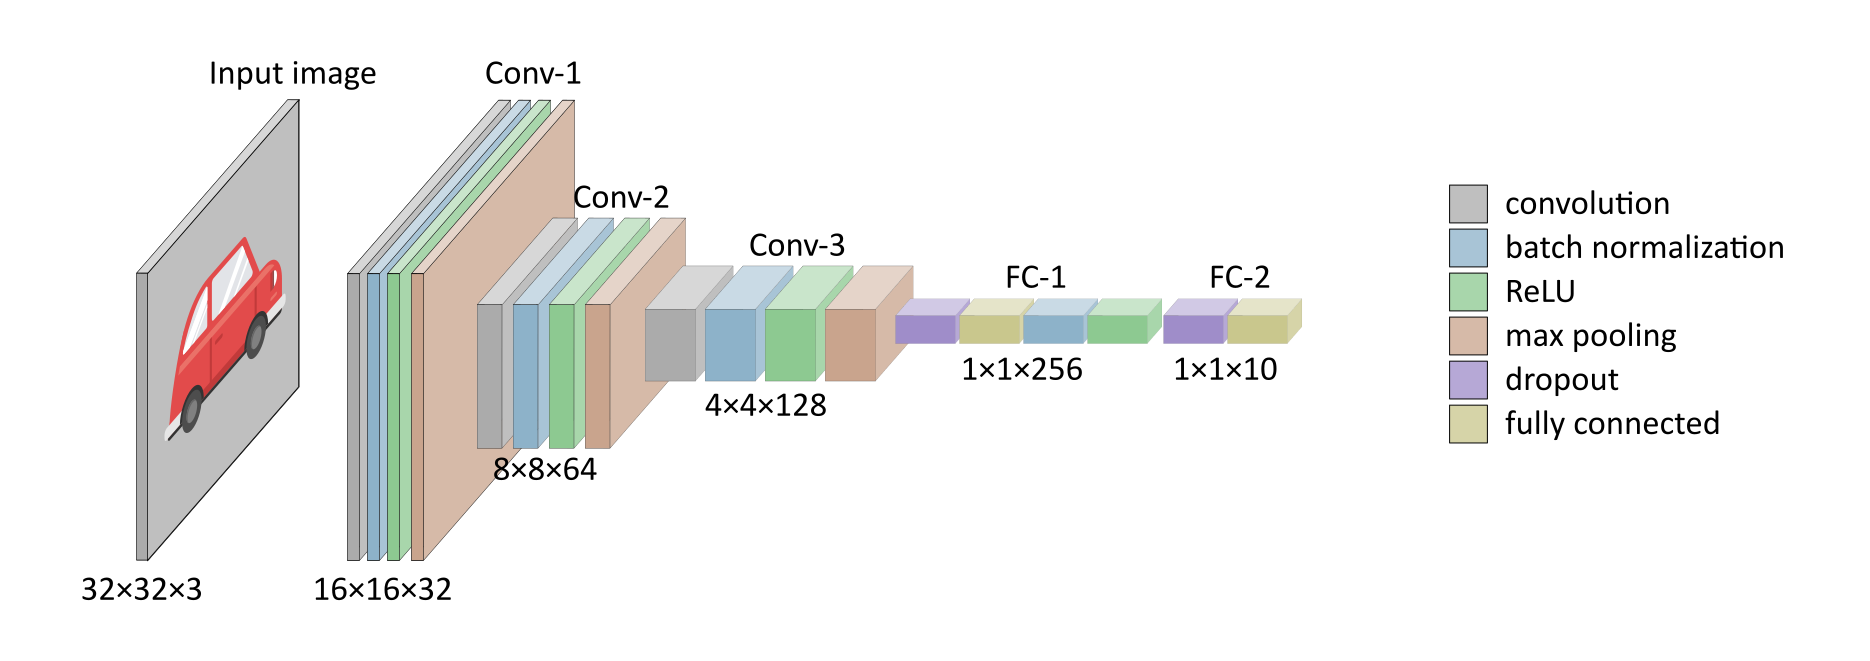 Input image
Conv-1
Conv-2
Conv-3
FC-1
FC-2
32×32×3
16×16×32
8×8×64
4×4×128
1×1×256
1×1×10
convolution
batch normalization
ReLU
max pooling
dropout
fully connected